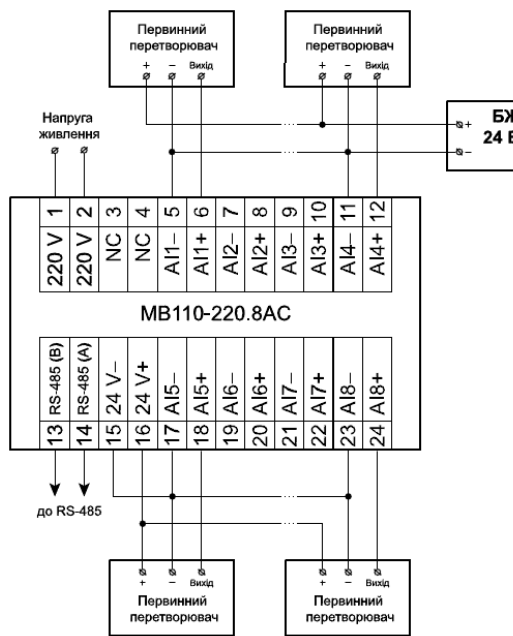 Первинний
перетворювач
+ − Вихід
Первинний
перетворювач
+ − Вихід
Напруга
живлення
БЖ
24 В
+
−
1 2 3 4 5 6 7 8 9 10 11 12
220 V 220 V NC NC AI1− AI1+ AI2− AI2+ AI3− AI3+ AI4− AI4+
МВ110-220.8АС
RS-485 (B) RS-485 (A) 24 V− 24 V+ AI5− AI5+ AI6− AI6+ AI7− AI7+ AI8− AI8+
13 14 15 16 17 18 19 20 21 22 23 24
до RS-485
+ − Вихід
Первинний
перетворювач
+ − Вихід
Первинний
перетворювач